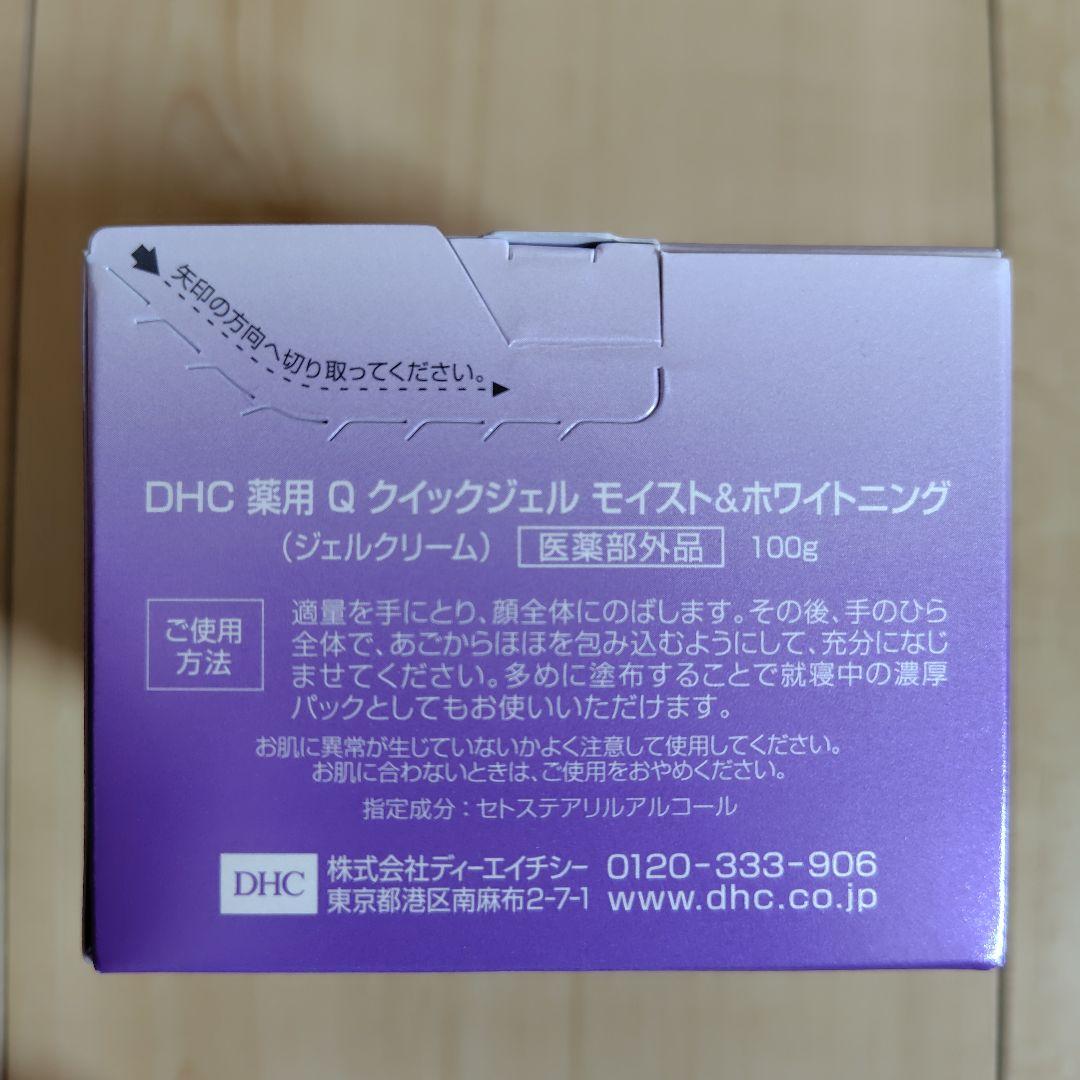 矢印の方向へ切り取ってください。
DHC 薬用 Q クイックジェル モイスト&ホワイトニング
(ジェルクリーム) 医薬部外品 100g
ご使用
方法
適量を手にとり、顔全体にのばします。その後、手のひら
全体で、あごからほほを包み込むようにして、充分になじ
ませてください。多めに塗布することで就寝中の濃厚
パックとしてもお使いいただけます。
お肌に異常が生じていないかよく注意して使用してください。
お肌に合わないときは、ご使用をおやめください。
指定成分：セトステアリルアルコール
DHC 株式会社ディーエイチシー 0120-333-906
東京都港区南麻布2-7-1 www.dhc.co.jp